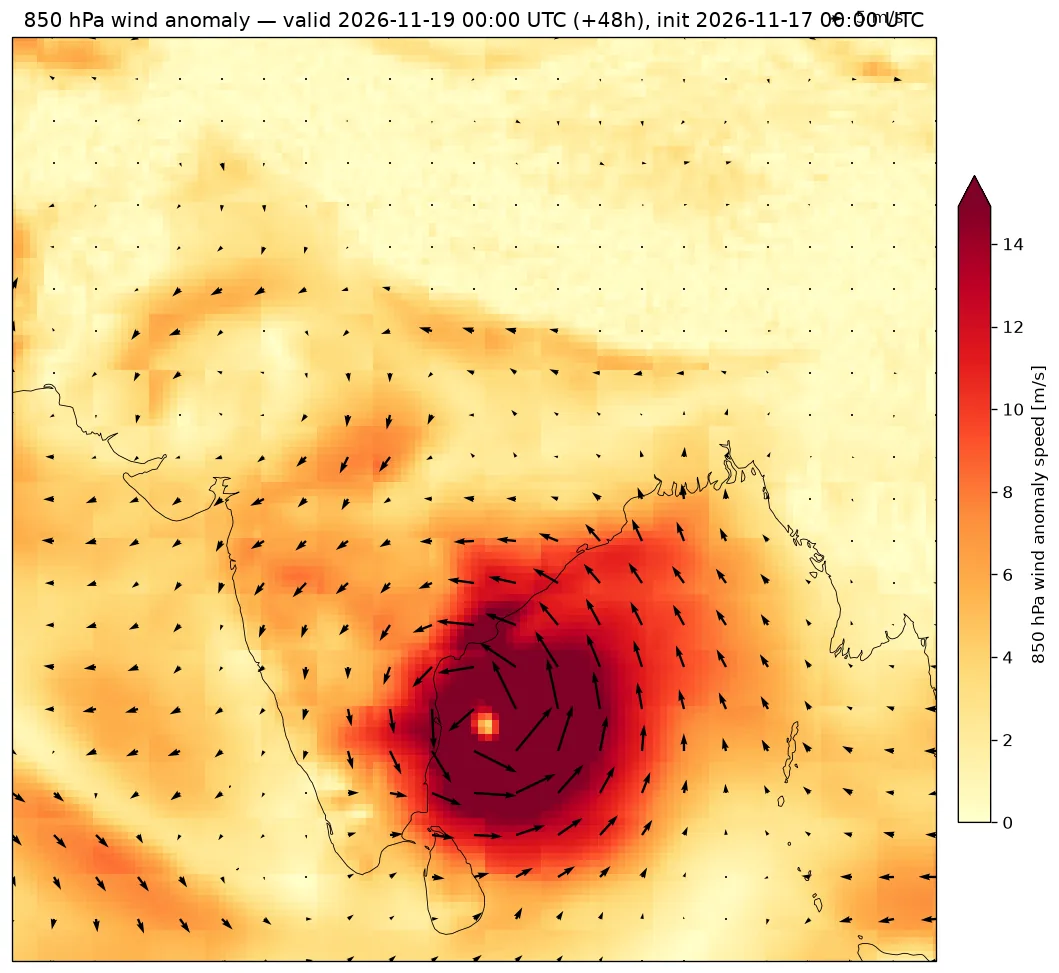 850 hPa wind anomaly — valid 2026-11-19 00:00 UTC (+48h), init 2026-11-17 00:00 UTC
5 m/s
14
12
10
8
6
4
2
0
850 hPa wind anomaly speed [m/s]